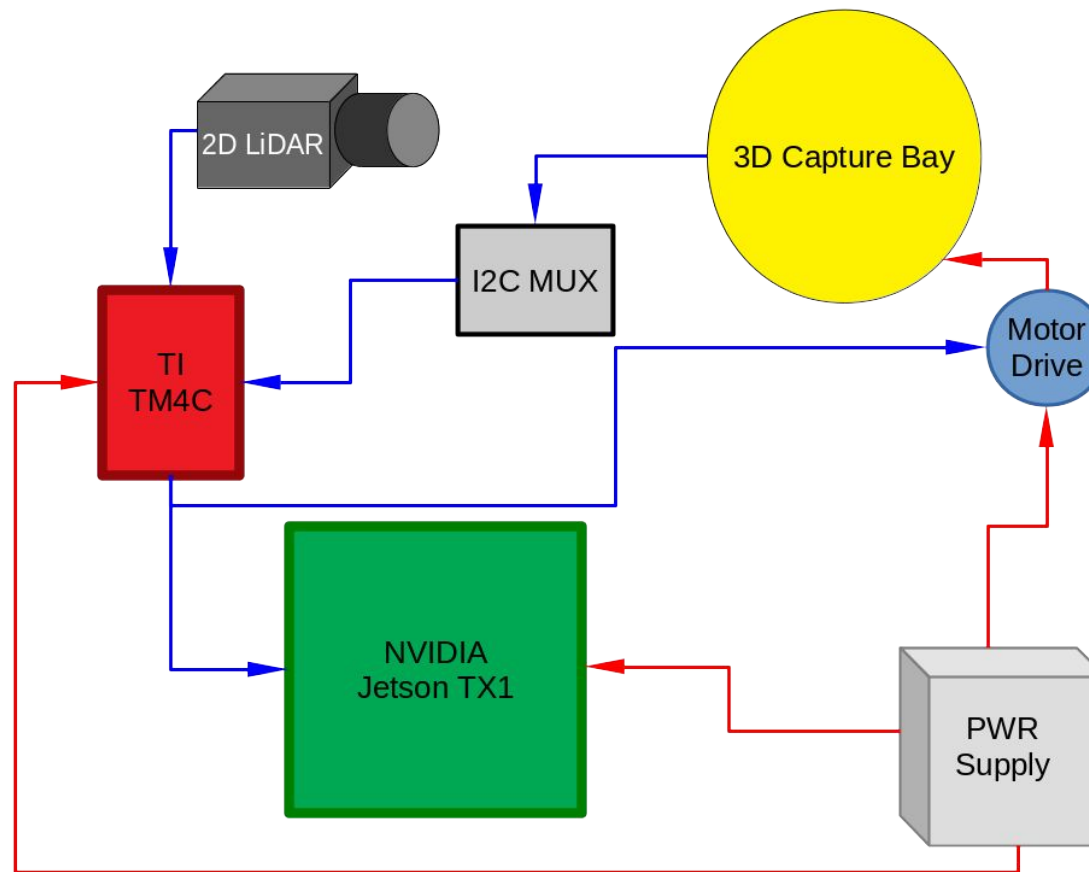 2D LiDAR
3D Capture Bay
I2C MUX
Motor
Drive
TI
TM4C
NVIDIA
Jetson TX1
PWR
Supply